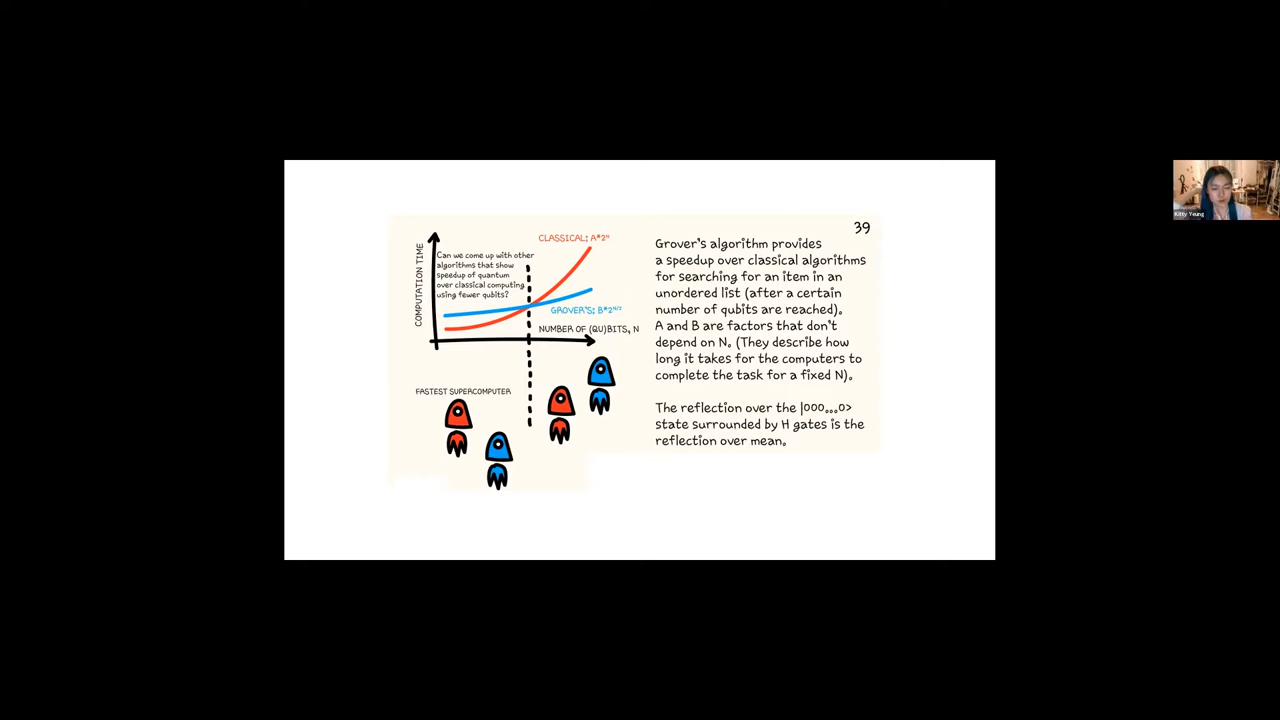 39
CLASSICAL: A*2ᴺ
Can we come up with other
algorithms that show
speedup of quantum
over classical computing
using fewer qubits?
COMPUTATION TIME
GROVER'S: B*2ᴺ/²
NUMBER OF (QU)BITS, N
FASTEST SUPERCOMPUTER
Grover's algorithm provides
a speedup over classical algorithms
for searching for an item in an
unordered list (after a certain
number of qubits are reached).
A and B are factors that don't
depend on N. (They describe how
long it takes for the computers to
complete the task for a fixed N).
The reflection over the |000...0>
state surrounded by H gates is the
reflection over mean.
Kitty Yeung